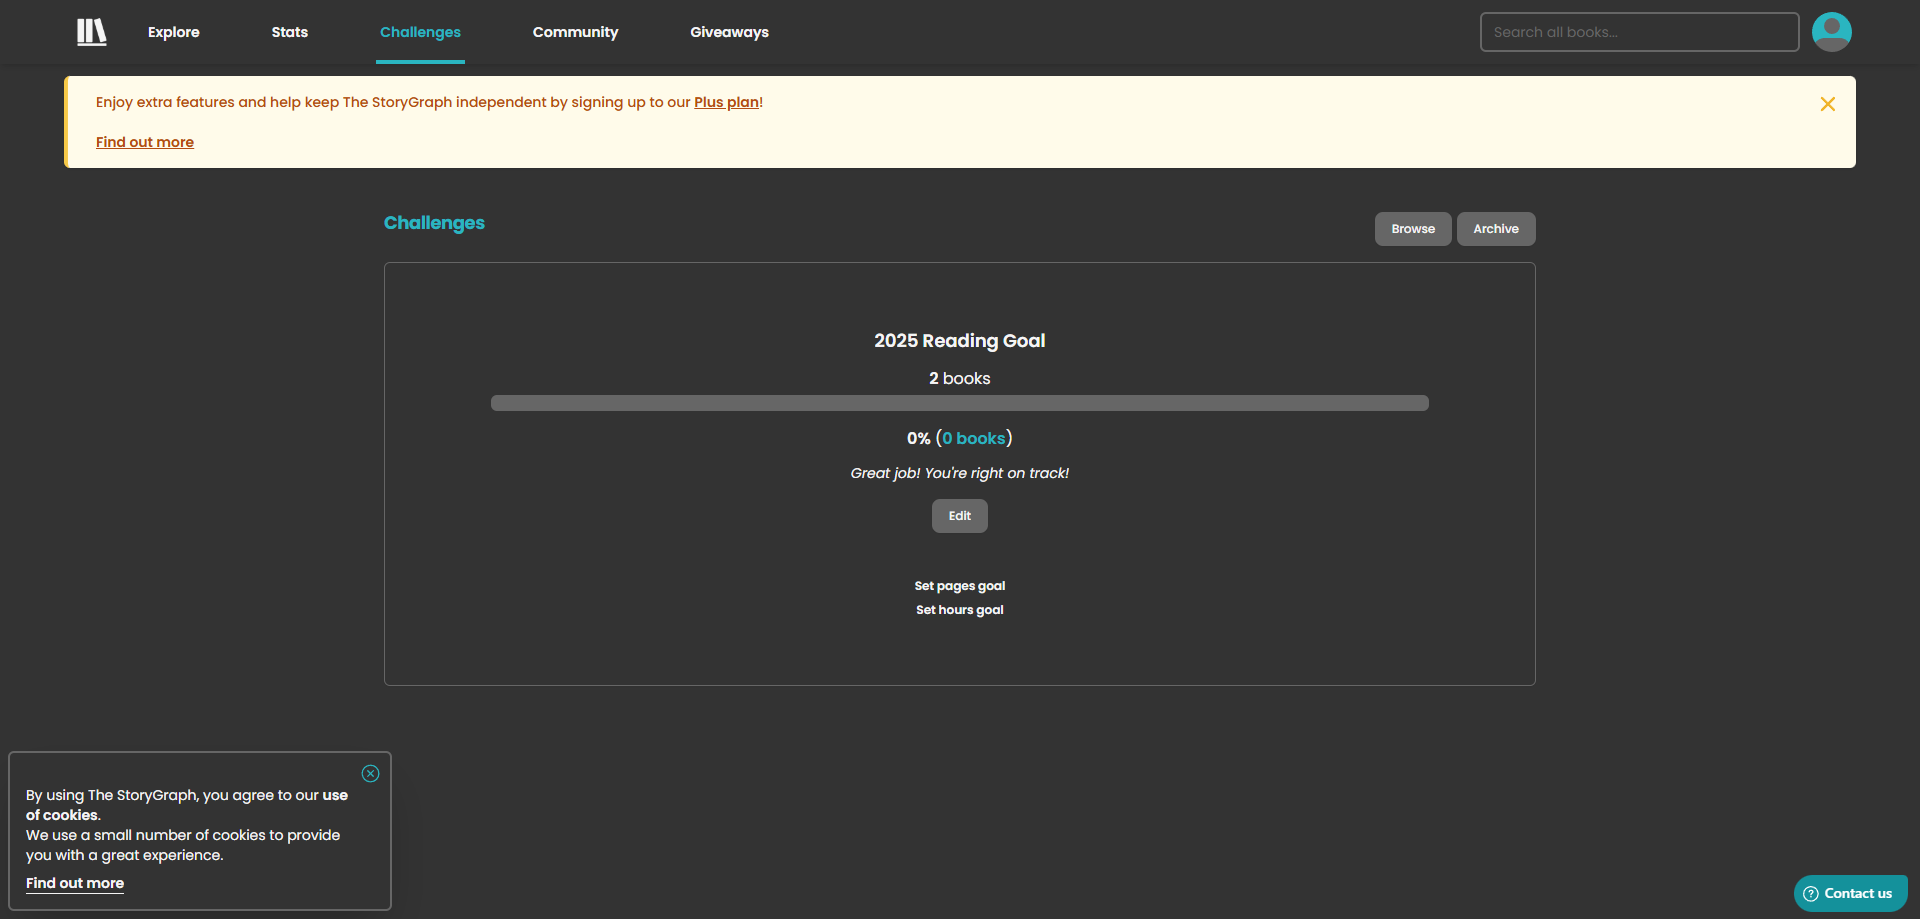 Explore
Stats
Challenges
Community
Giveaways
Search all books...
Enjoy extra features and help keep The StoryGraph independent by signing up to our Plus plan!
Find out more
Challenges
Browse
Archive
2025 Reading Goal
2 books
0% (0 books)
Great job! You're right on track!
Edit
Set pages goal
Set hours goal
By using The StoryGraph, you agree to our use
of cookies.
We use a small number of cookies to provide
you with a great experience.
Find out more
Contact us